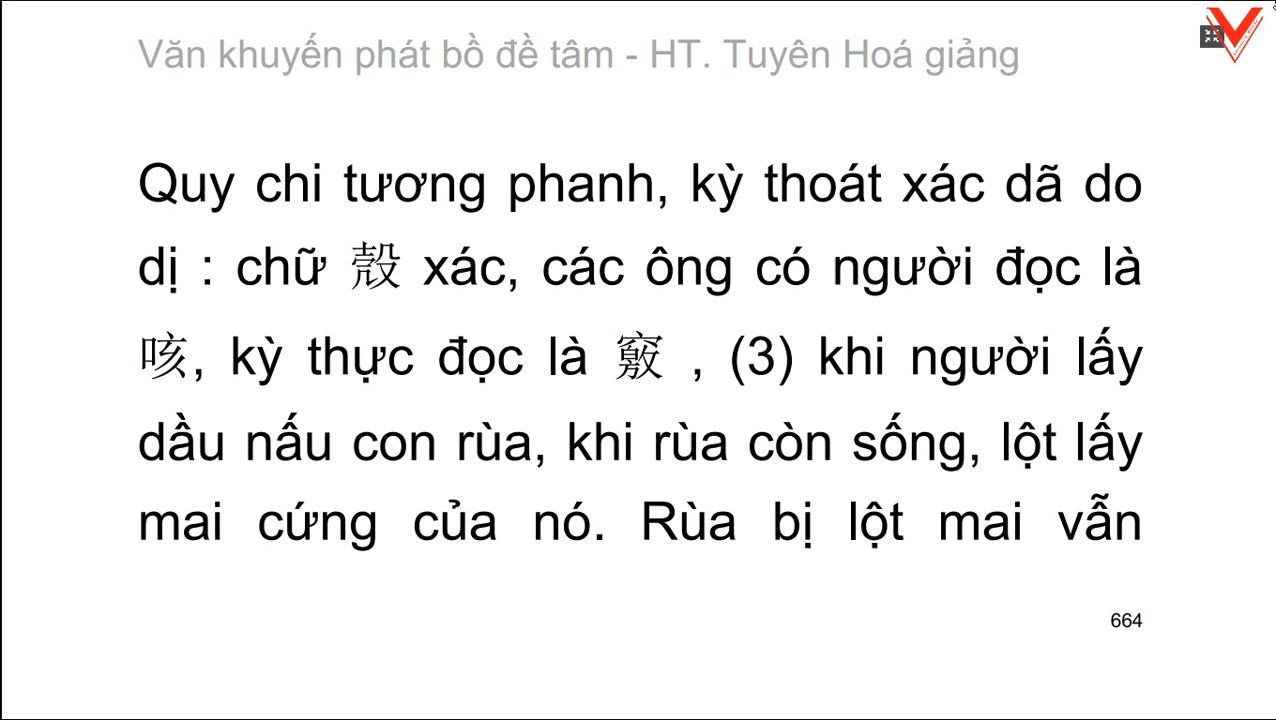 Văn khuyến phát bồ đề tâm - HT. Tuyên Hoá giảng
Quy chi tương phanh, kỳ thoát xác dã do
dị : chữ 殼 xác, các ông có người đọc là
咳, kỳ thực đọc là 竅 , (3) khi người lấy
dầu nấu con rùa, khi rùa còn sống, lột lấy
mai cứng của nó. Rùa bị lột mai vẫn
664